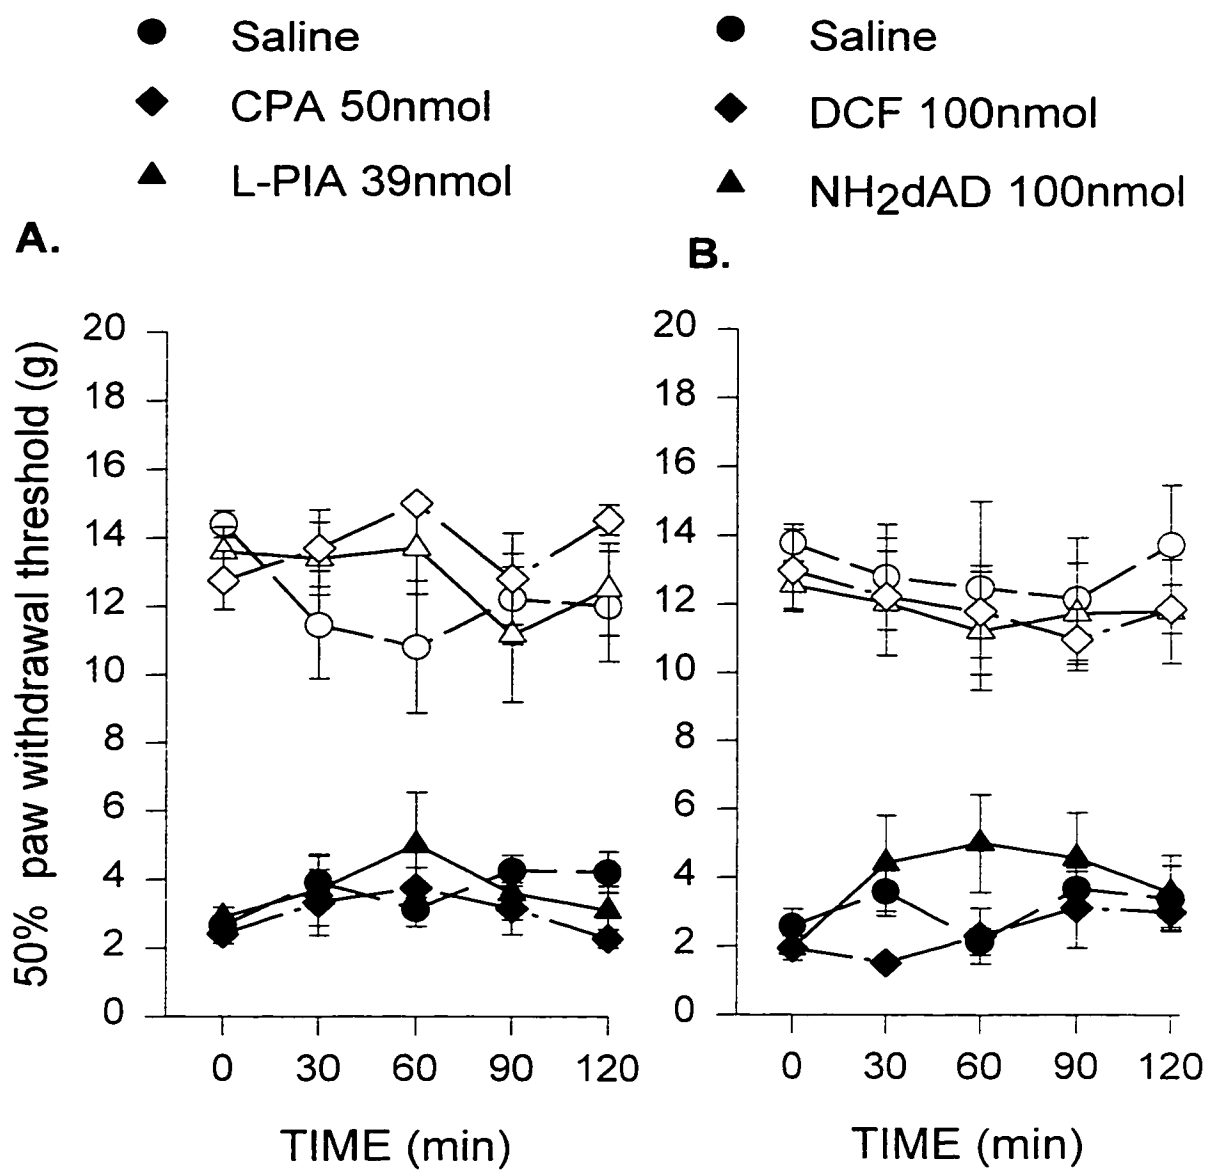 Saline
CPA 50nmol
L-PIA 39nmol
Saline
DCF 100nmol
NH2dAD 100nmol
A.
50% paw withdrawal threshold (g)
20
18
16
14
12
10
8
6
4
2
0
0 30 60 90 120
TIME (min)
B.
20
18
16
14
12
10
8
6
4
2
0
0 30 60 90 120
TIME (min)